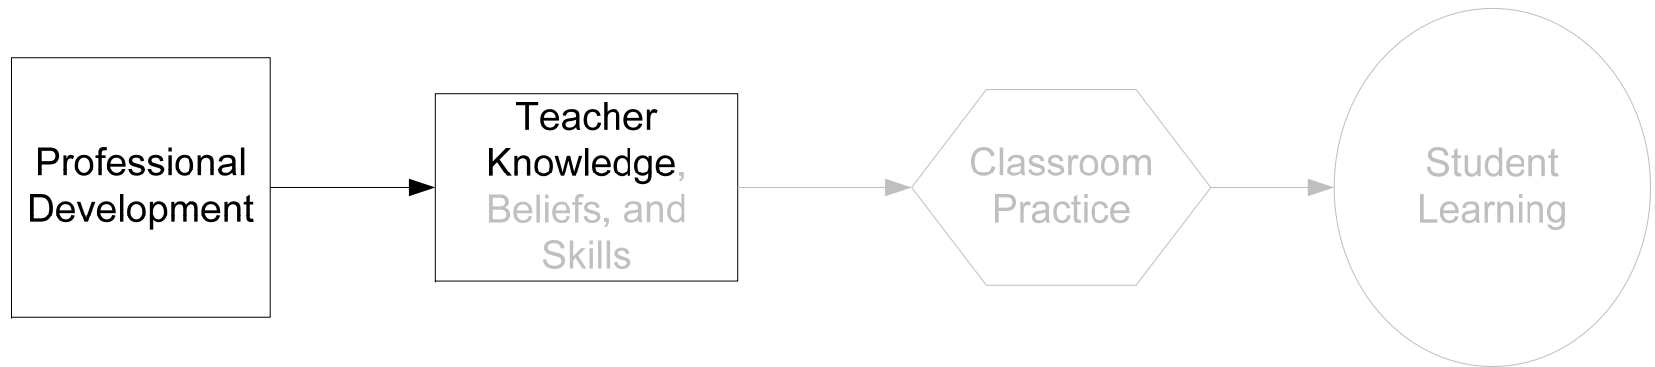 Professional
Development
Teacher
Knowledge,
Beliefs, and
Skills
Classroom
Practice
Student
Learning